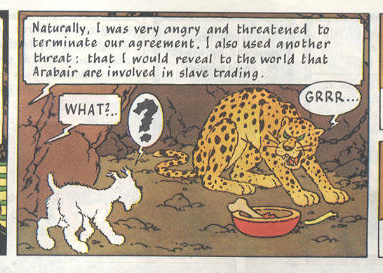 Naturally, I was very angry and threatened to
terminate our agreement. I also used another
threat: that I would reveal to the world that
Arabair are involved in slave trading.
WHAT?..
?
GRRR...